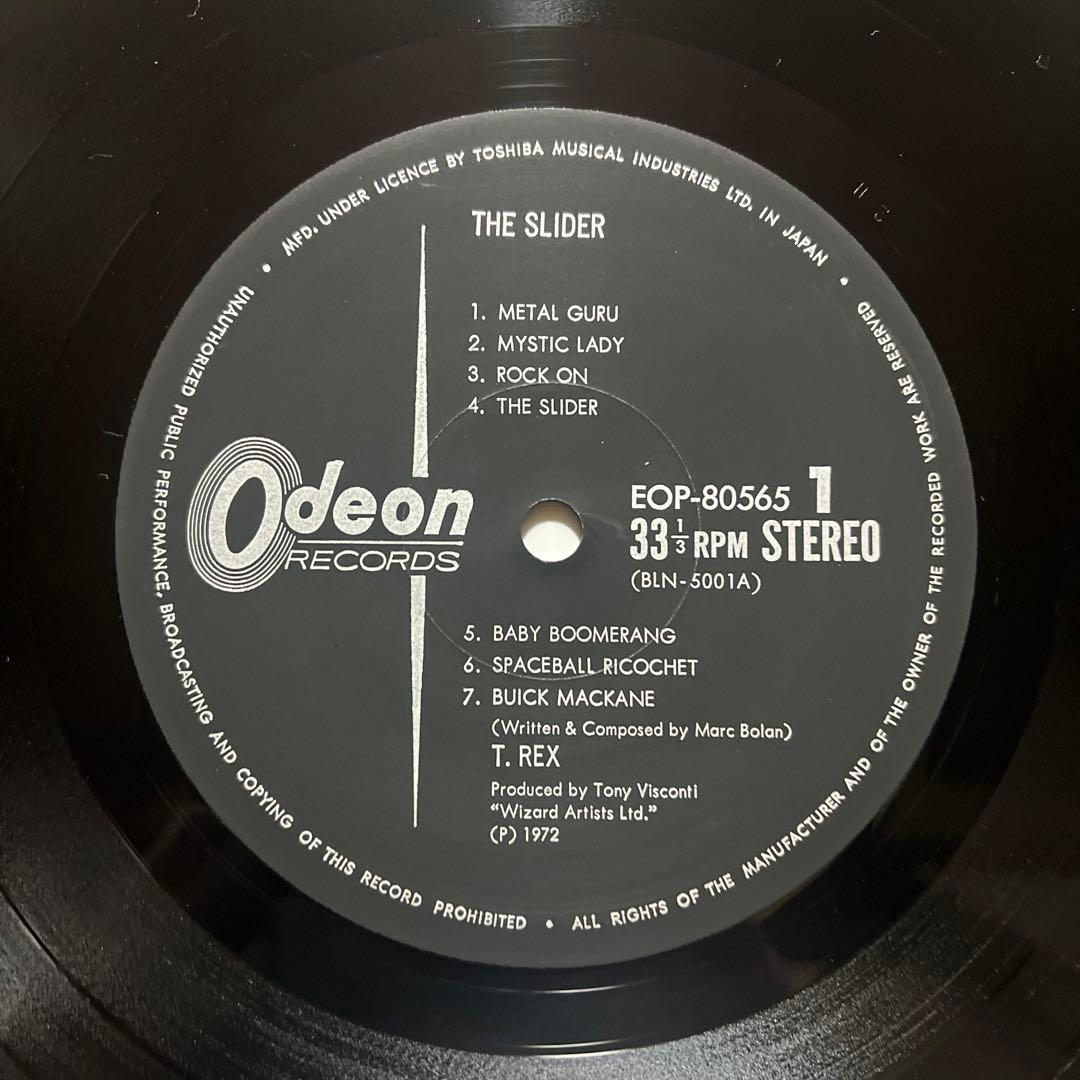 MFD. UNDER LICENCE BY TOSHIBA MUSICAL INDUSTRIES LTD. IN JAPAN •
THE SLIDER
1. METAL GURU
2. MYSTIC LADY
3. ROCK ON
4. THE SLIDER
Odeon
RECORDS
EOP-80565 1
33 1/3 RPM STEREO
(BLN-5001A)
5. BABY BOOMERANG
6. SPACEBALL RICOCHET
7. BUICK MACKANE
(Written & Composed by Marc Bolan)
T. REX
Produced by Tony Visconti
"Wizard Artists Ltd."
(P) 1972
ALL RIGHTS OF THE MANUFACTURER AND OF THE OWNER OF THE RECORDED WORK ARE RESERVED •
UNAUTHORIZED PUBLIC PERFORMANCE, BROADCASTING AND COPYING OF THIS RECORD PROHIBITED •